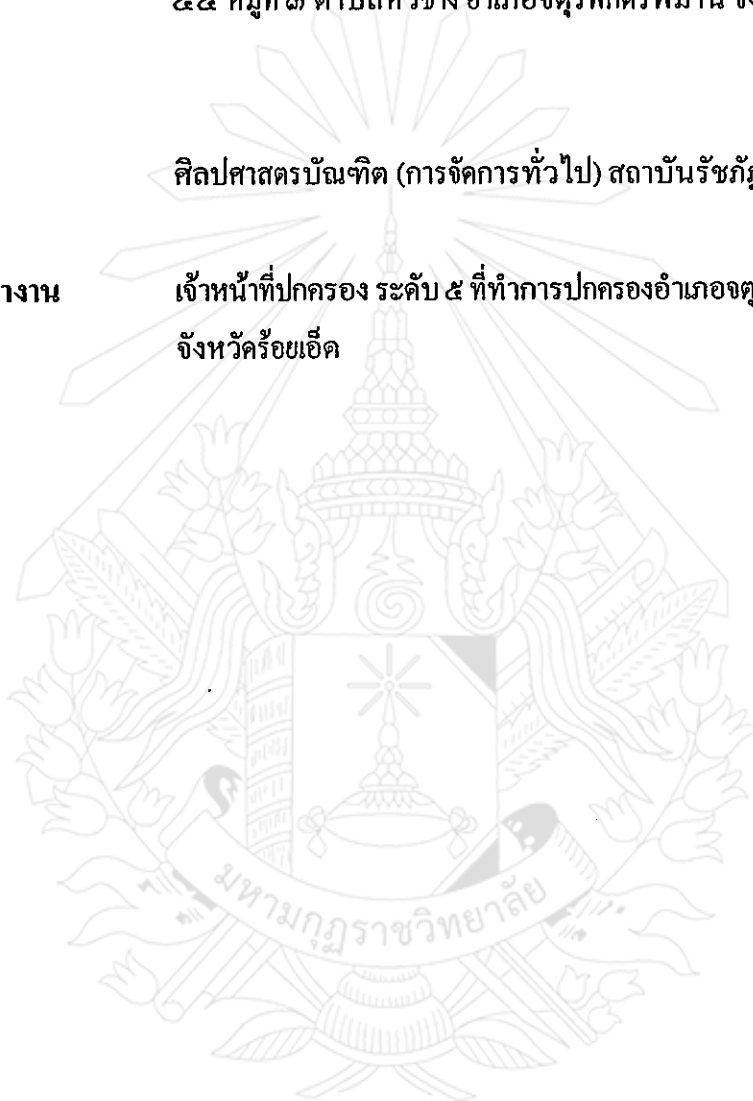 ศิลปศาสตรบัณฑิต (การจัดการทั่วไป) สถาบันรัชภัฏ
างาน เจ้าหน้าที่ปกครอง ระดับ ๕ ที่ทำการปกครองอำเภอจตุ
จังหวัดร้อยเอ็ด
มหามกุฏราชวิทยาลัย